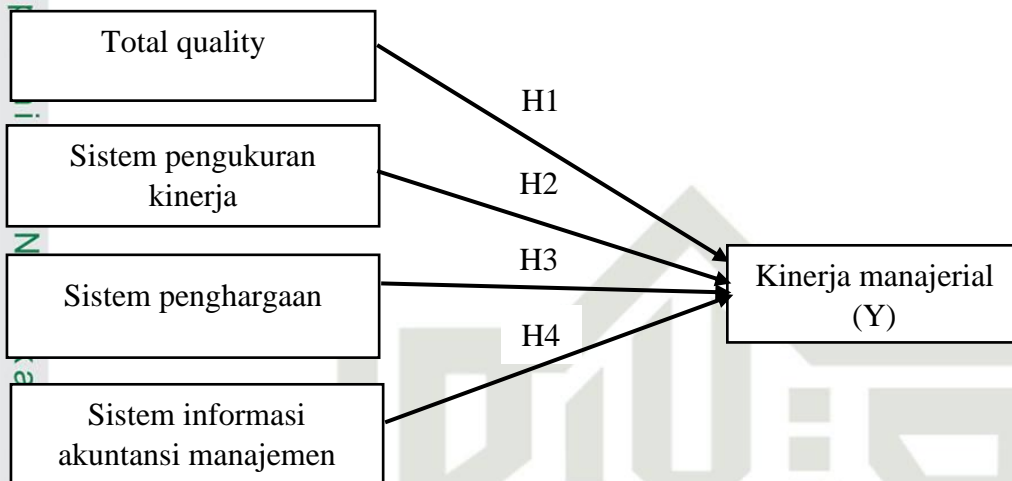 Total quality
H1
Sistem pengukuran
kinerja
H2
Sistem penghargaan
H3
Kinerja manajerial
(Y)
H4
Sistem informasi
akuntansi manajemen